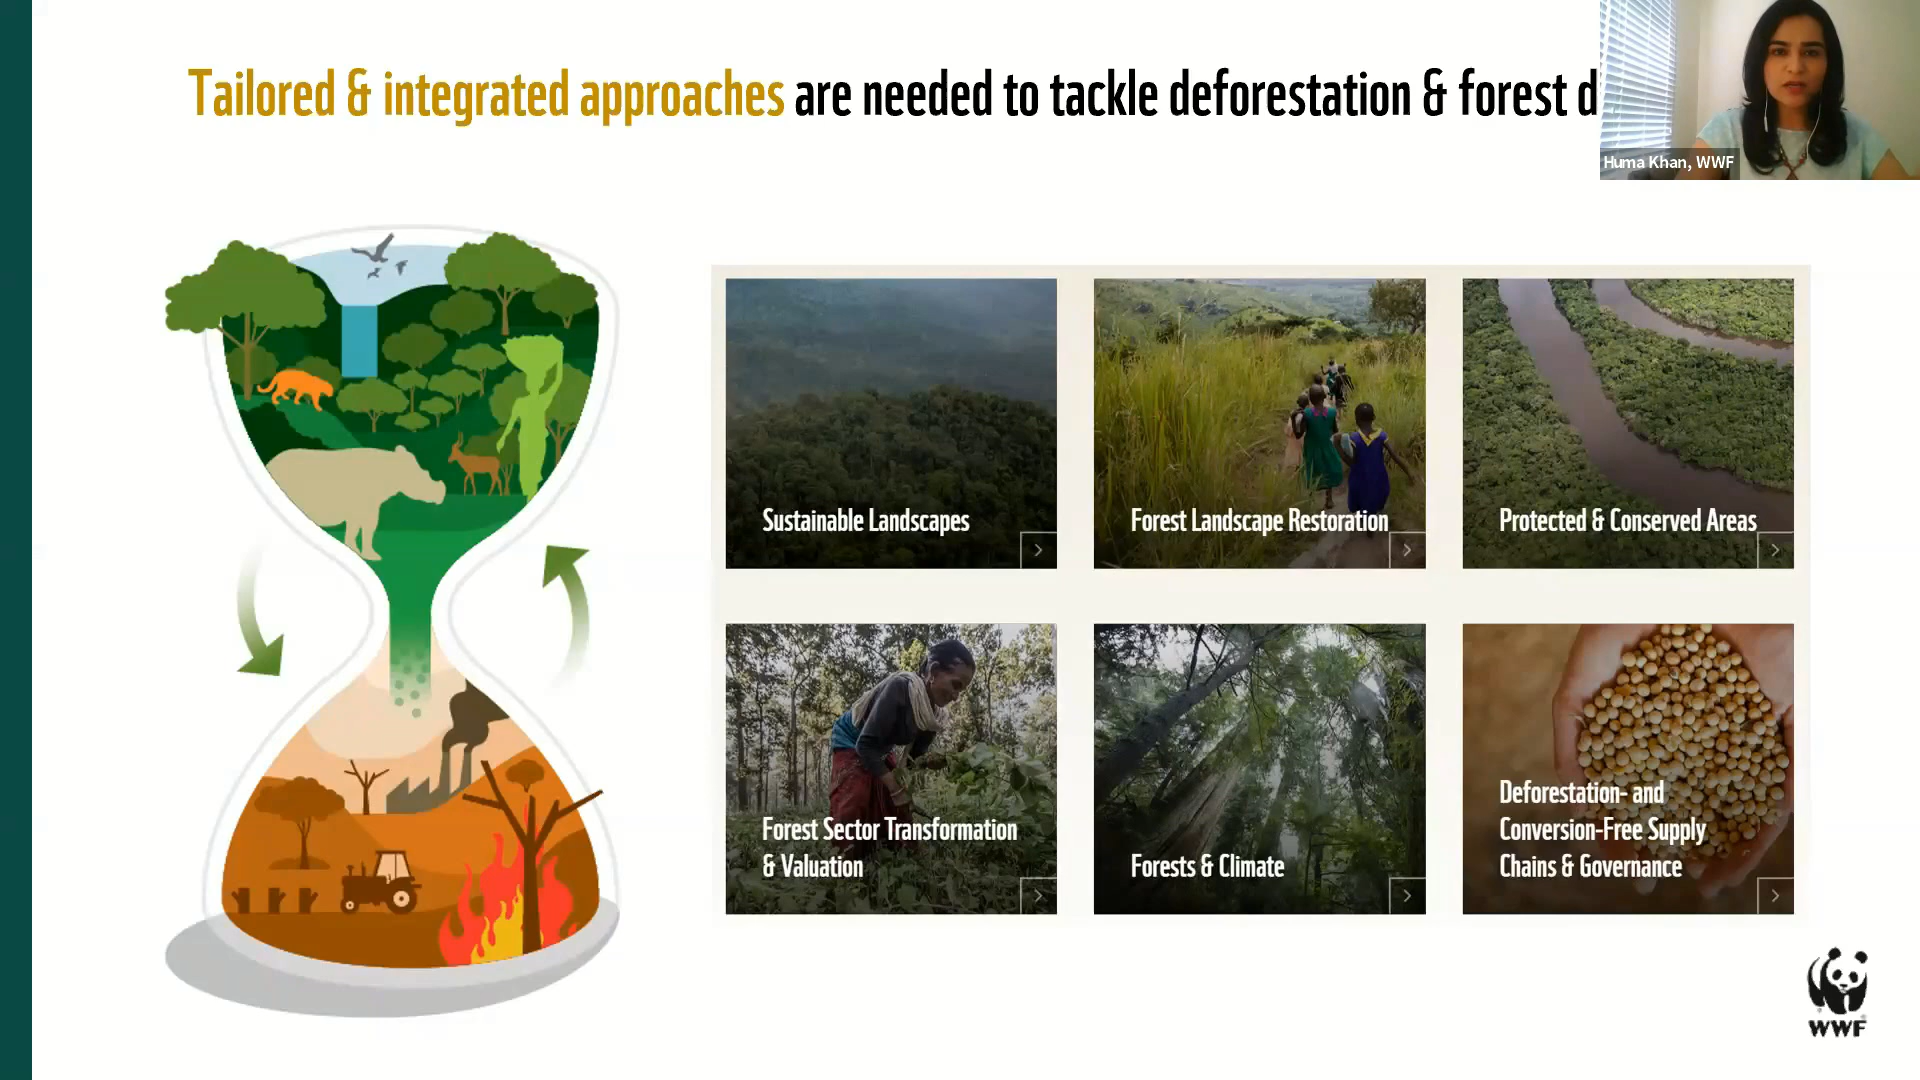 Tailored & integrated approaches are needed to tackle deforestation & forest d
Huma Khan, WWF
Sustainable Landscapes
Forest Landscape Restoration
Protected & Conserved Areas
Forest Sector Transformation
& Valuation
Forests & Climate
Deforestation- and
Conversion-Free Supply
Chains & Governance
WWF